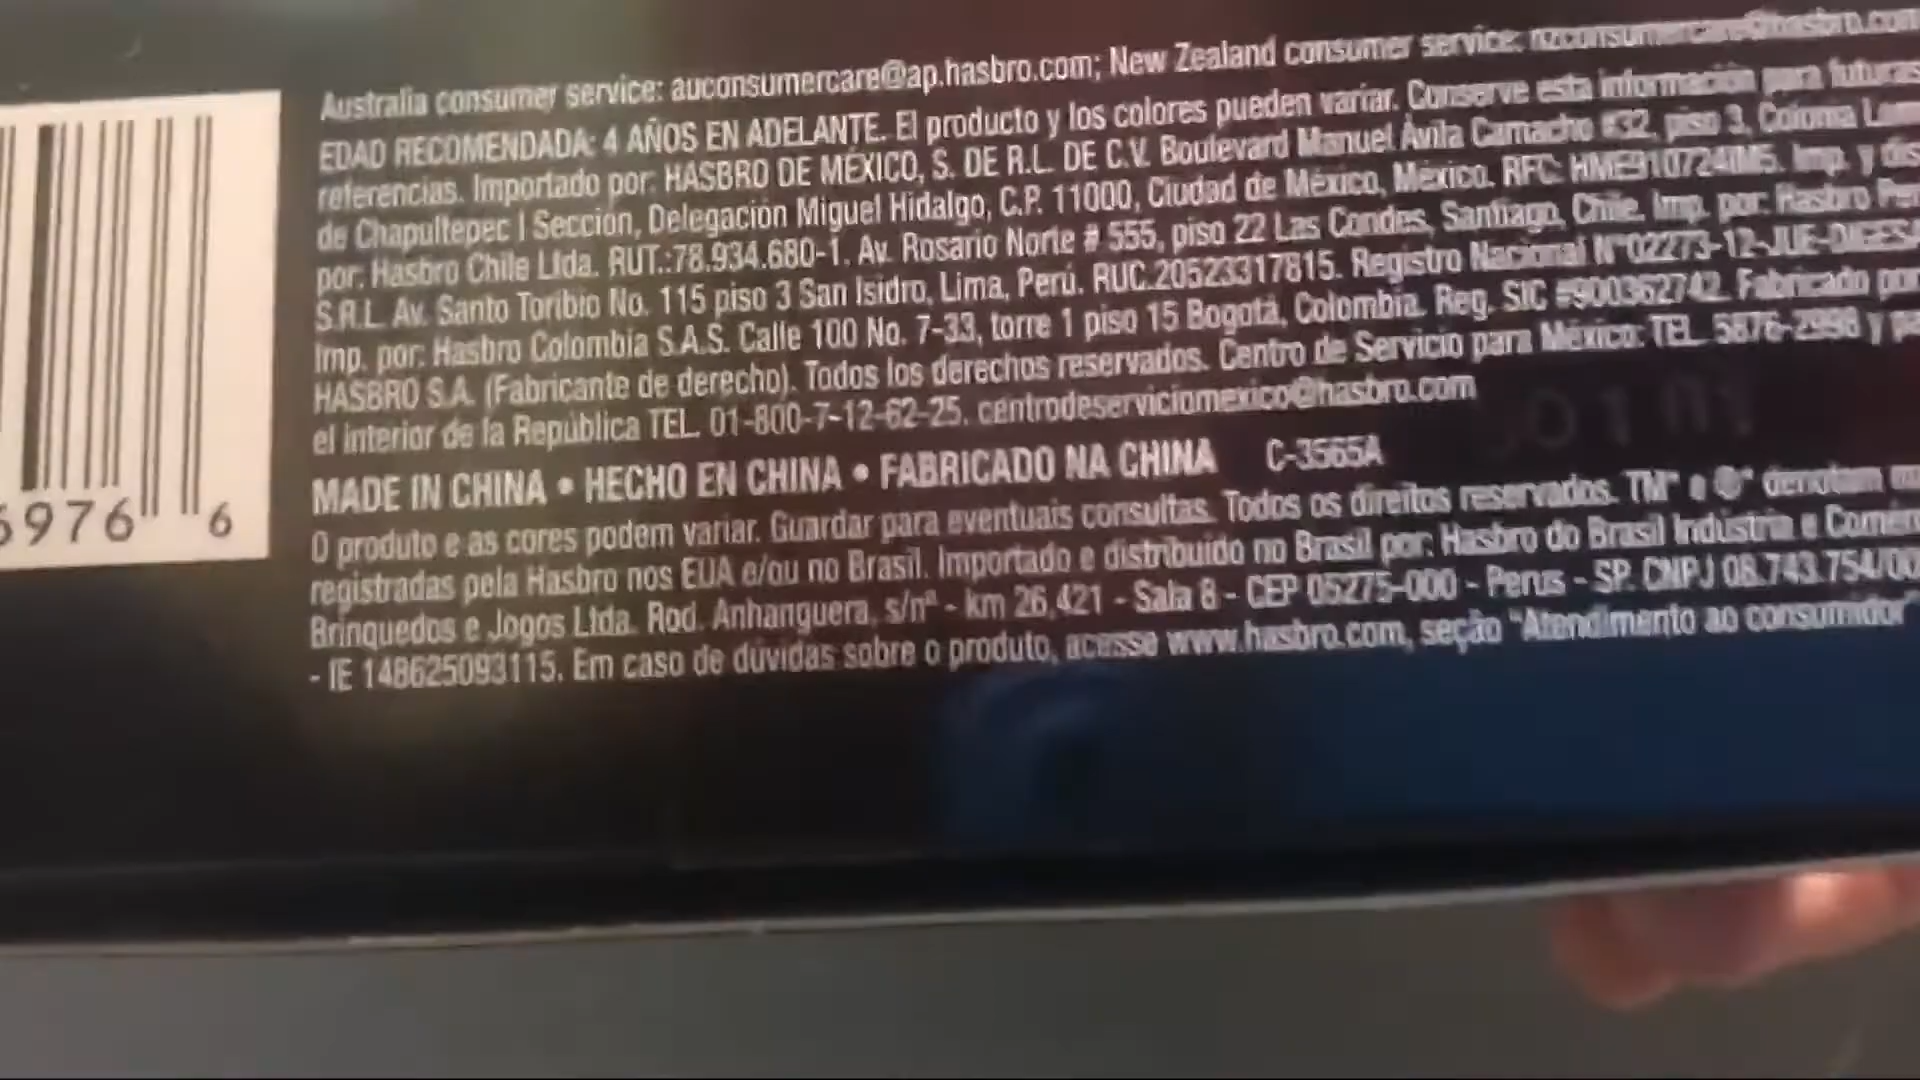 Australia consumer service: auconsumercare@ap.hasbro.com; New Zealand consumer service: nzconsumercare@hasbro.com
EDAD RECOMENDADA: 4 AÑOS EN ADELANTE. El producto y los colores pueden variar. Conserve esta información para futuras
referencias. Importado por: HASBRO DE MÉXICO, S. DE R.L. DE C.V. Boulevard Manuel Ávila Camacho #32, piso 3, Colonia
de Chapultepec I Sección, Delegación Miguel Hidalgo, C.P. 11000, Ciudad de México, México. RFC: Imp. y
por: Hasbro Chile Ltda. RUT.:78.934.680-1. Av. Rosario Norte # 555, piso 22 Las Condes, Santiago, Chile. Imp. por: Hasbro
S.R.L. Av. Santo Toribio No. 115 piso 3 San Isidro, Lima, Perú. RUC.20523317815. Registro Nacional N°02273-12-JUE-DIGESA
Imp. por: Hasbro Colombia S.A.S. Calle 100 No. 7-33, torre 1 piso 15 Bogotá, Colombia. Reg. SIC #900362742. Fabricado por
HASBRO S.A. (Fabricante de derecho). Todos los derechos reservados. Centro de Servicio para México: TEL. 5876-2998 y
el interior de la República TEL. 01-800-7-12-62-25. centrodeserviciomexico@hasbro.com
MADE IN CHINA • HECHO EN CHINA • FABRICADO NA CHINA C-3565A
O produto e as cores podem variar. Guardar para eventuais consultas. Todos os direitos reservados. TM* e ®* denotam
registradas pela Hasbro nos EUA e/ou no Brasil. Importado e distribuído no Brasil por: Hasbro do Brasil Indústria e
Brinquedos e Jogos Ltda. Rod. Anhanguera, s/nº - km 26,421 - Sala 8 - CEP 05275-000 - Perus - SP. CNPJ 08.743.754/
- IE 148625093115. Em caso de dúvidas sobre o produto, acesse www.hasbro.com, seção "Atendimento ao consumidor"
6976 6